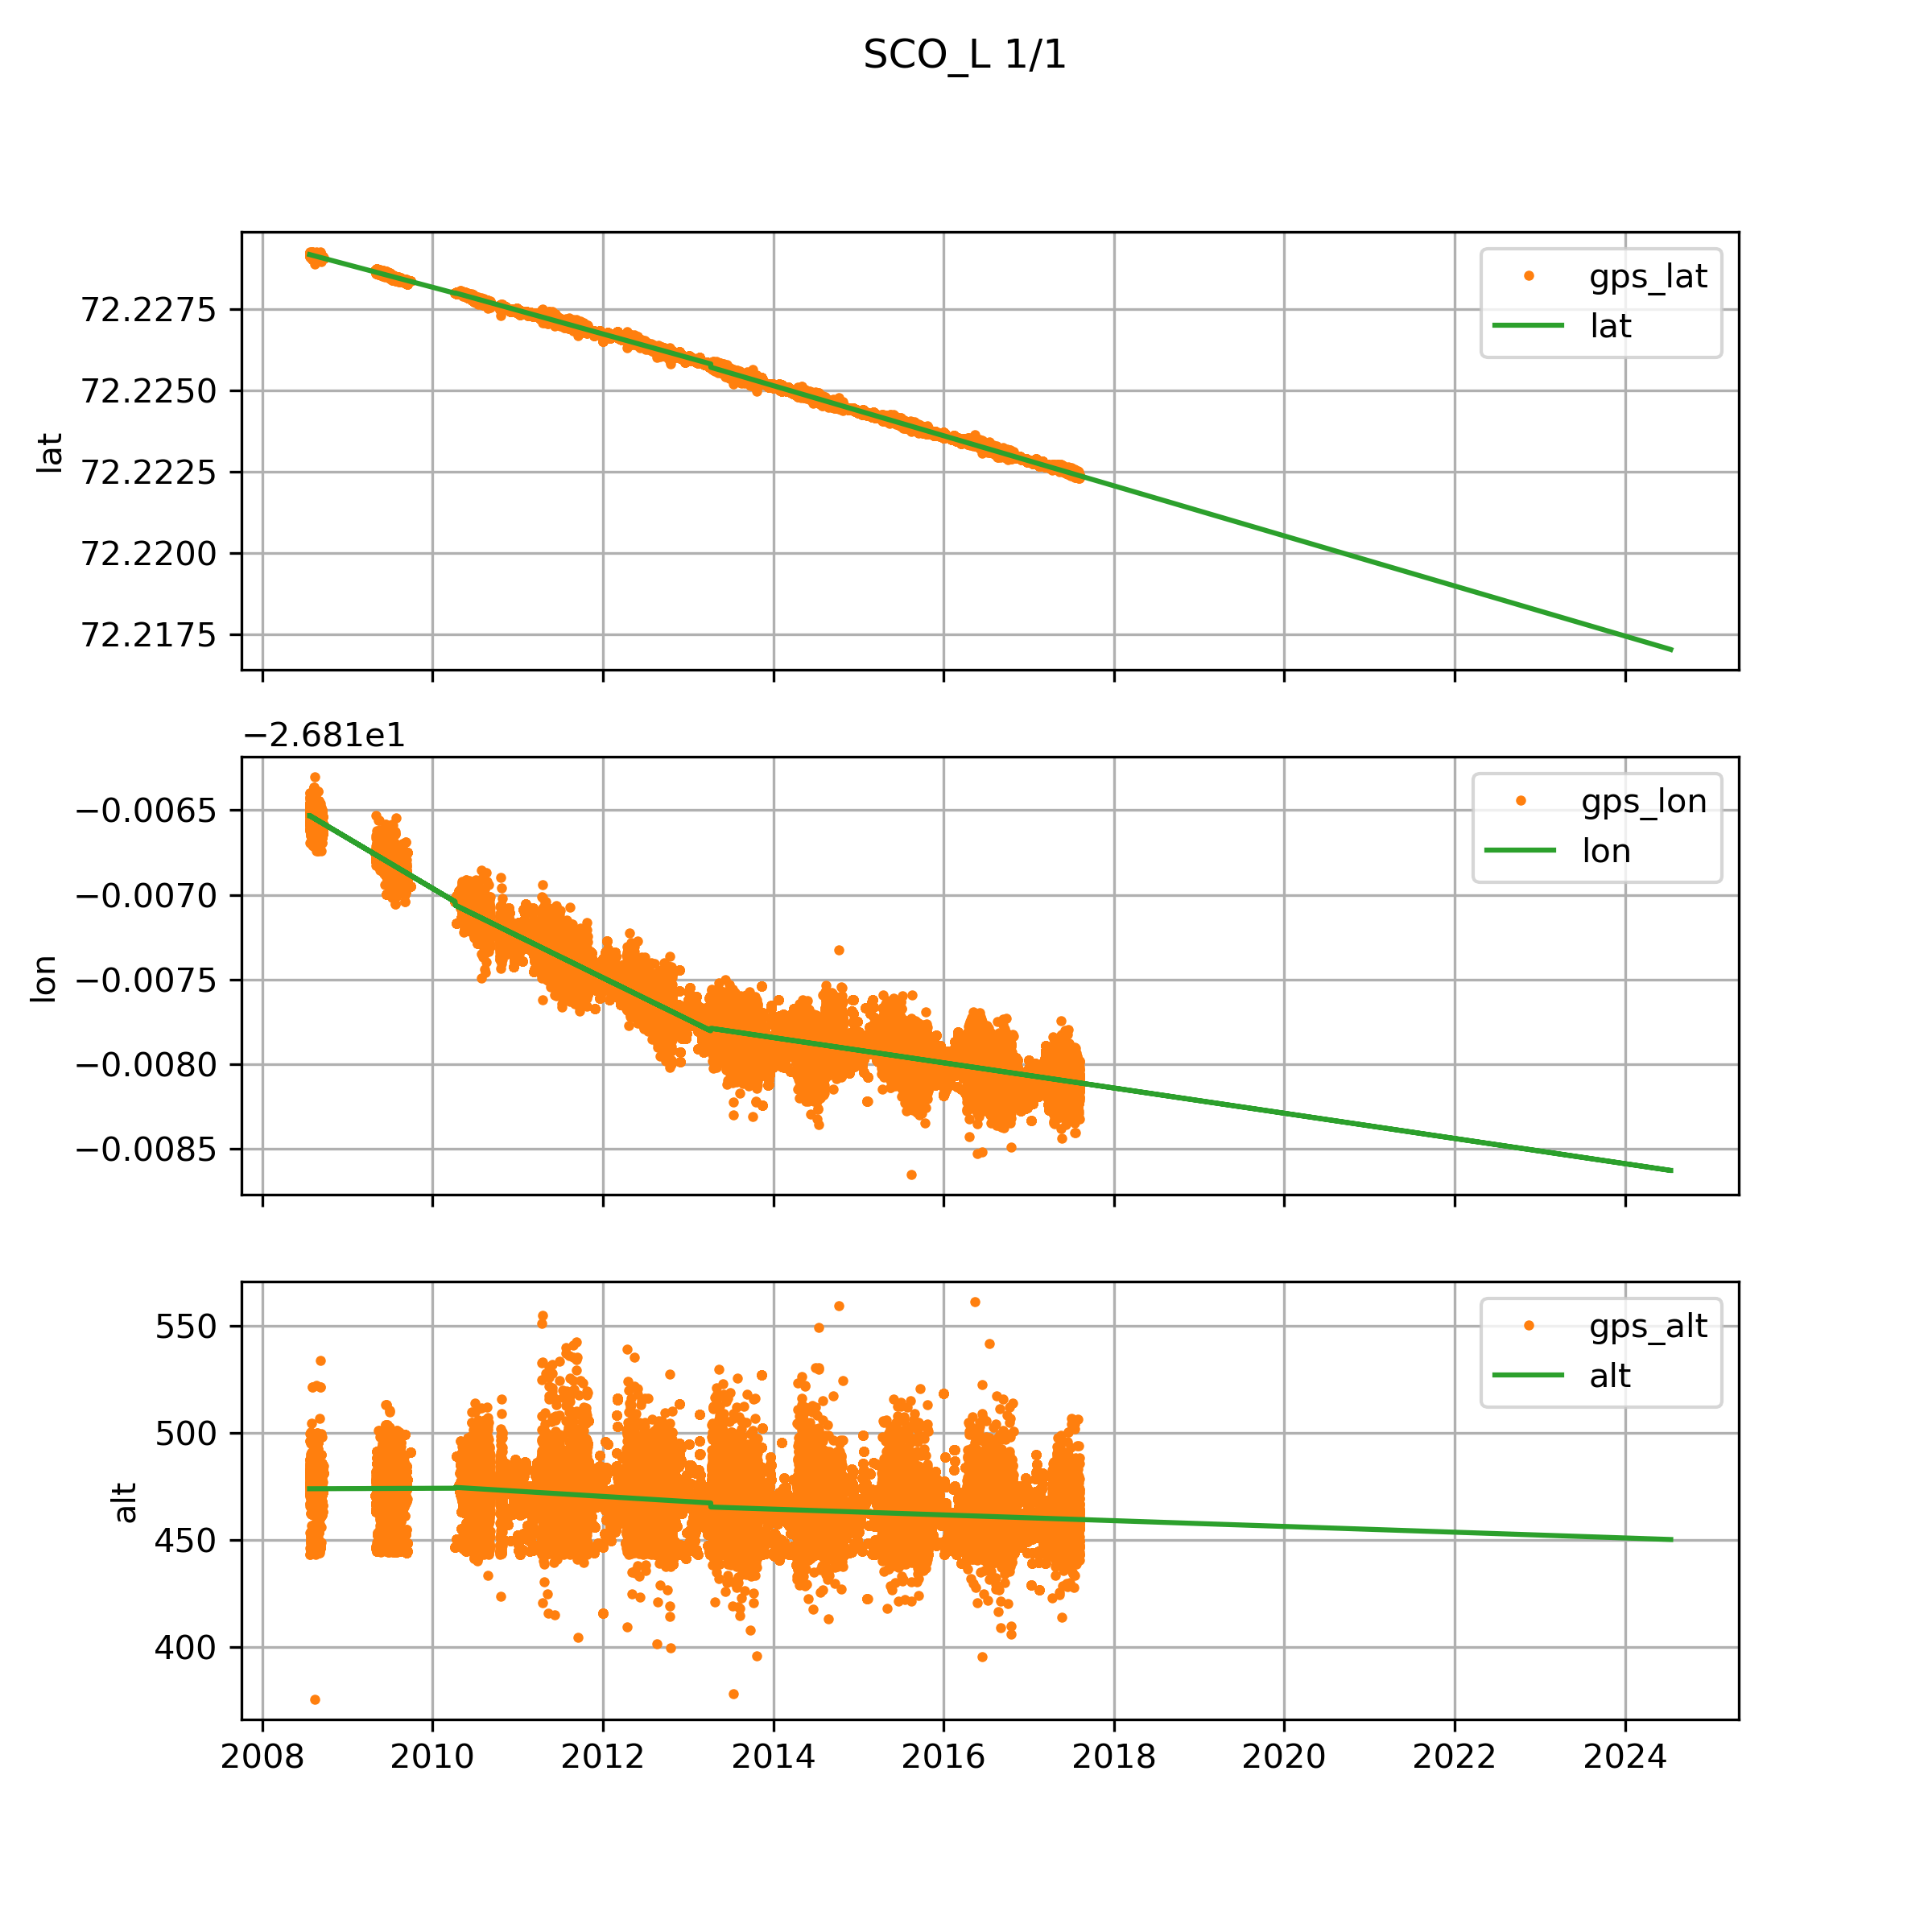 SCO_L 1/1
72.2275
72.2250
72.2225
72.2200
72.2175
lat
gps_lat
lat
−2.681e1
−0.0065
−0.0070
−0.0075
−0.0080
−0.0085
lon
gps_lon
lon
550
500
450
400
alt
gps_alt
alt
2008 2010 2012 2014 2016 2018 2020 2022 2024